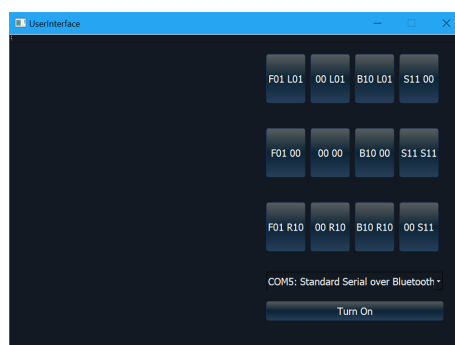 UserInterface
F01 L01 00 L01 B10 L01 S11 00
F01 00 00 00 B10 00 S11 S11
F01 R10 00 R10 B10 R10 00 S11
COM5: Standard Serial over Bluetooth
Turn On